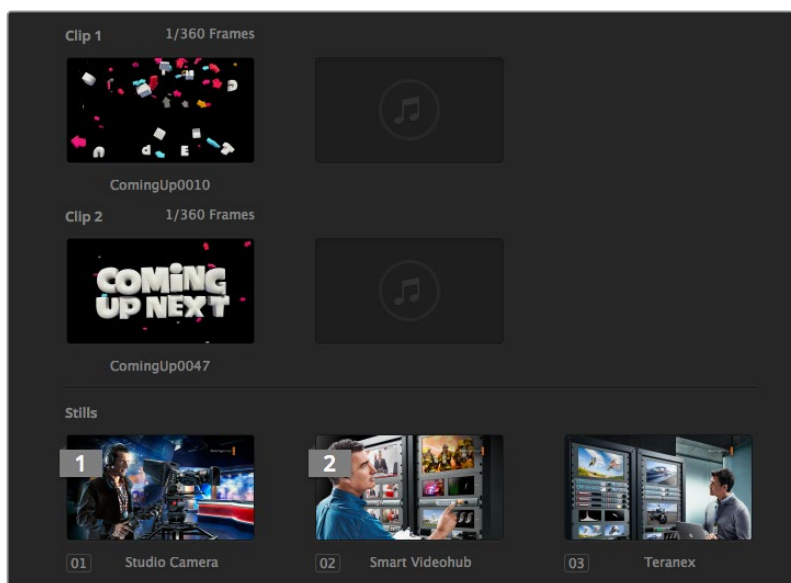 Clip 1 1/360 Frames
ComingUp0010
Clip 2 1/360 Frames
COMiNG
UP NEXT
ComingUp0047
Stills
1 2
01 Studio Camera 02 Smart Videohub 03 Teranex